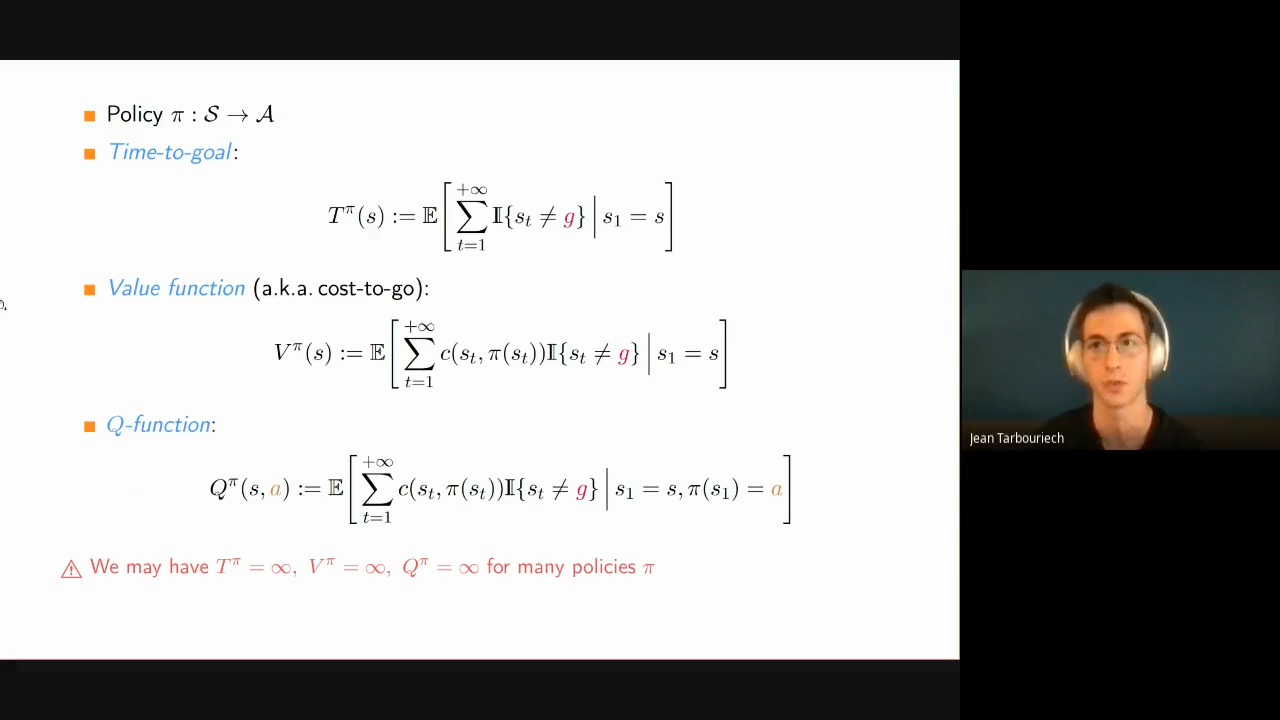 ■ Policy π : 𝒮 → 𝒜
■ Time-to-goal:
T^π(s) := 𝔼[ ∑_{t=1}^{+∞} 𝕀{s_t ≠ g} | s_1 = s ]
■ Value function (a.k.a. cost-to-go):
V^π(s) := 𝔼[ ∑_{t=1}^{+∞} c(s_t, π(s_t))𝕀{s_t ≠ g} | s_1 = s ]
■ Q-function:
Q^π(s, a) := 𝔼[ ∑_{t=1}^{+∞} c(s_t, π(s_t))𝕀{s_t ≠ g} | s_1 = s, π(s_1) = a ]
⚠ We may have T^π = ∞, V^π = ∞, Q^π = ∞ for many policies π
Jean Tarbouriech